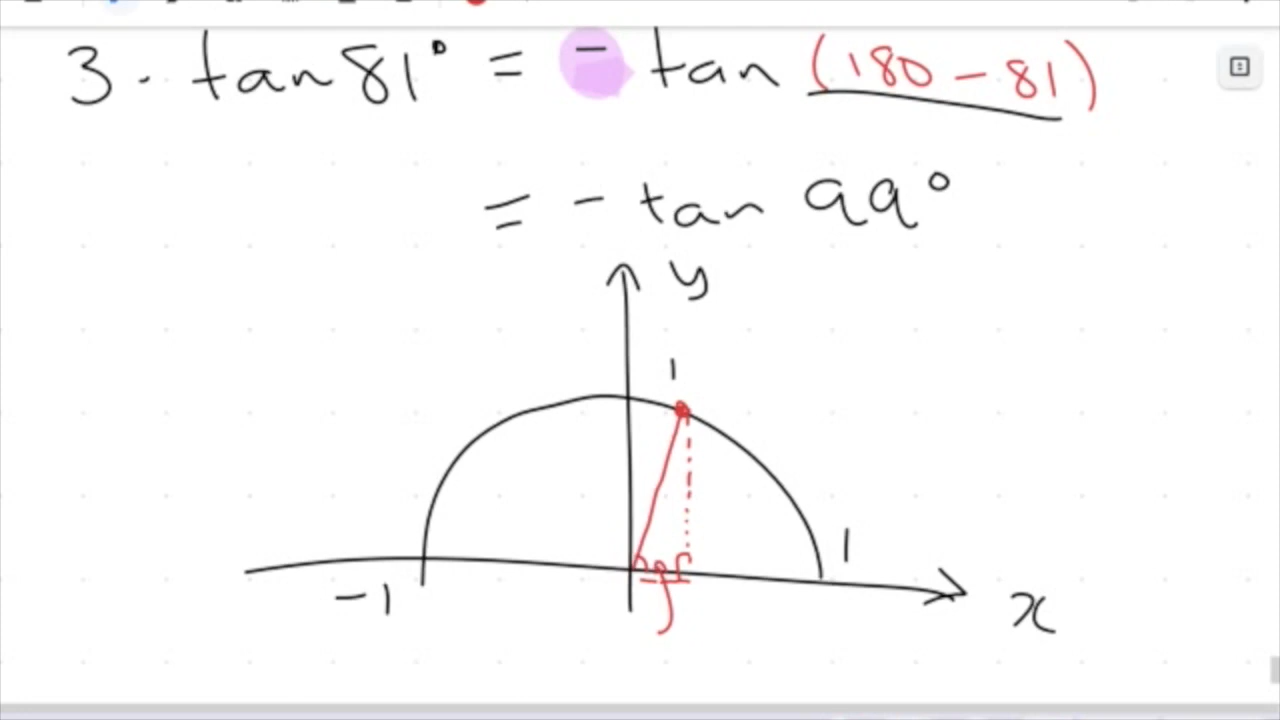 3. tan 81° = - tan (180 - 81)
= - tan 99°
y
1
-1
1
x